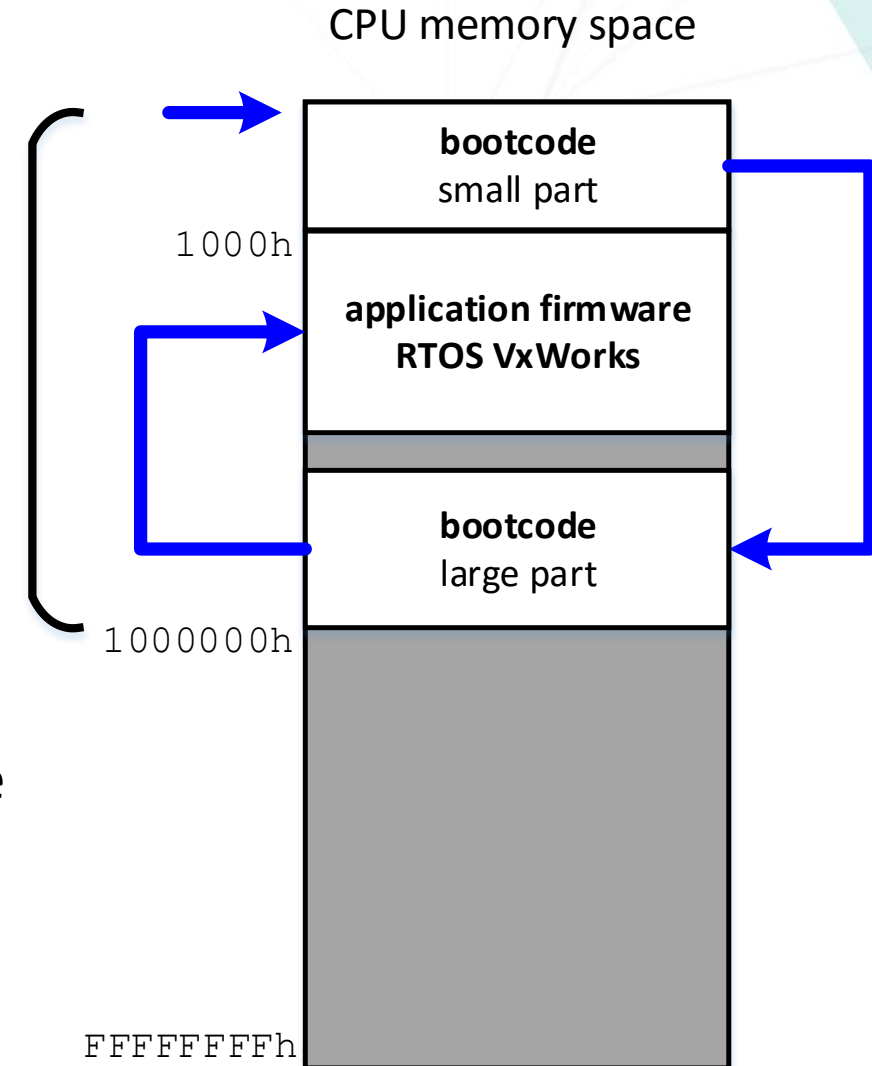 CPU memory space
bootcode
small part
1000h
application firmware
RTOS VxWorks
bootcode
large part
1000000h
e
FFFFFFFFh